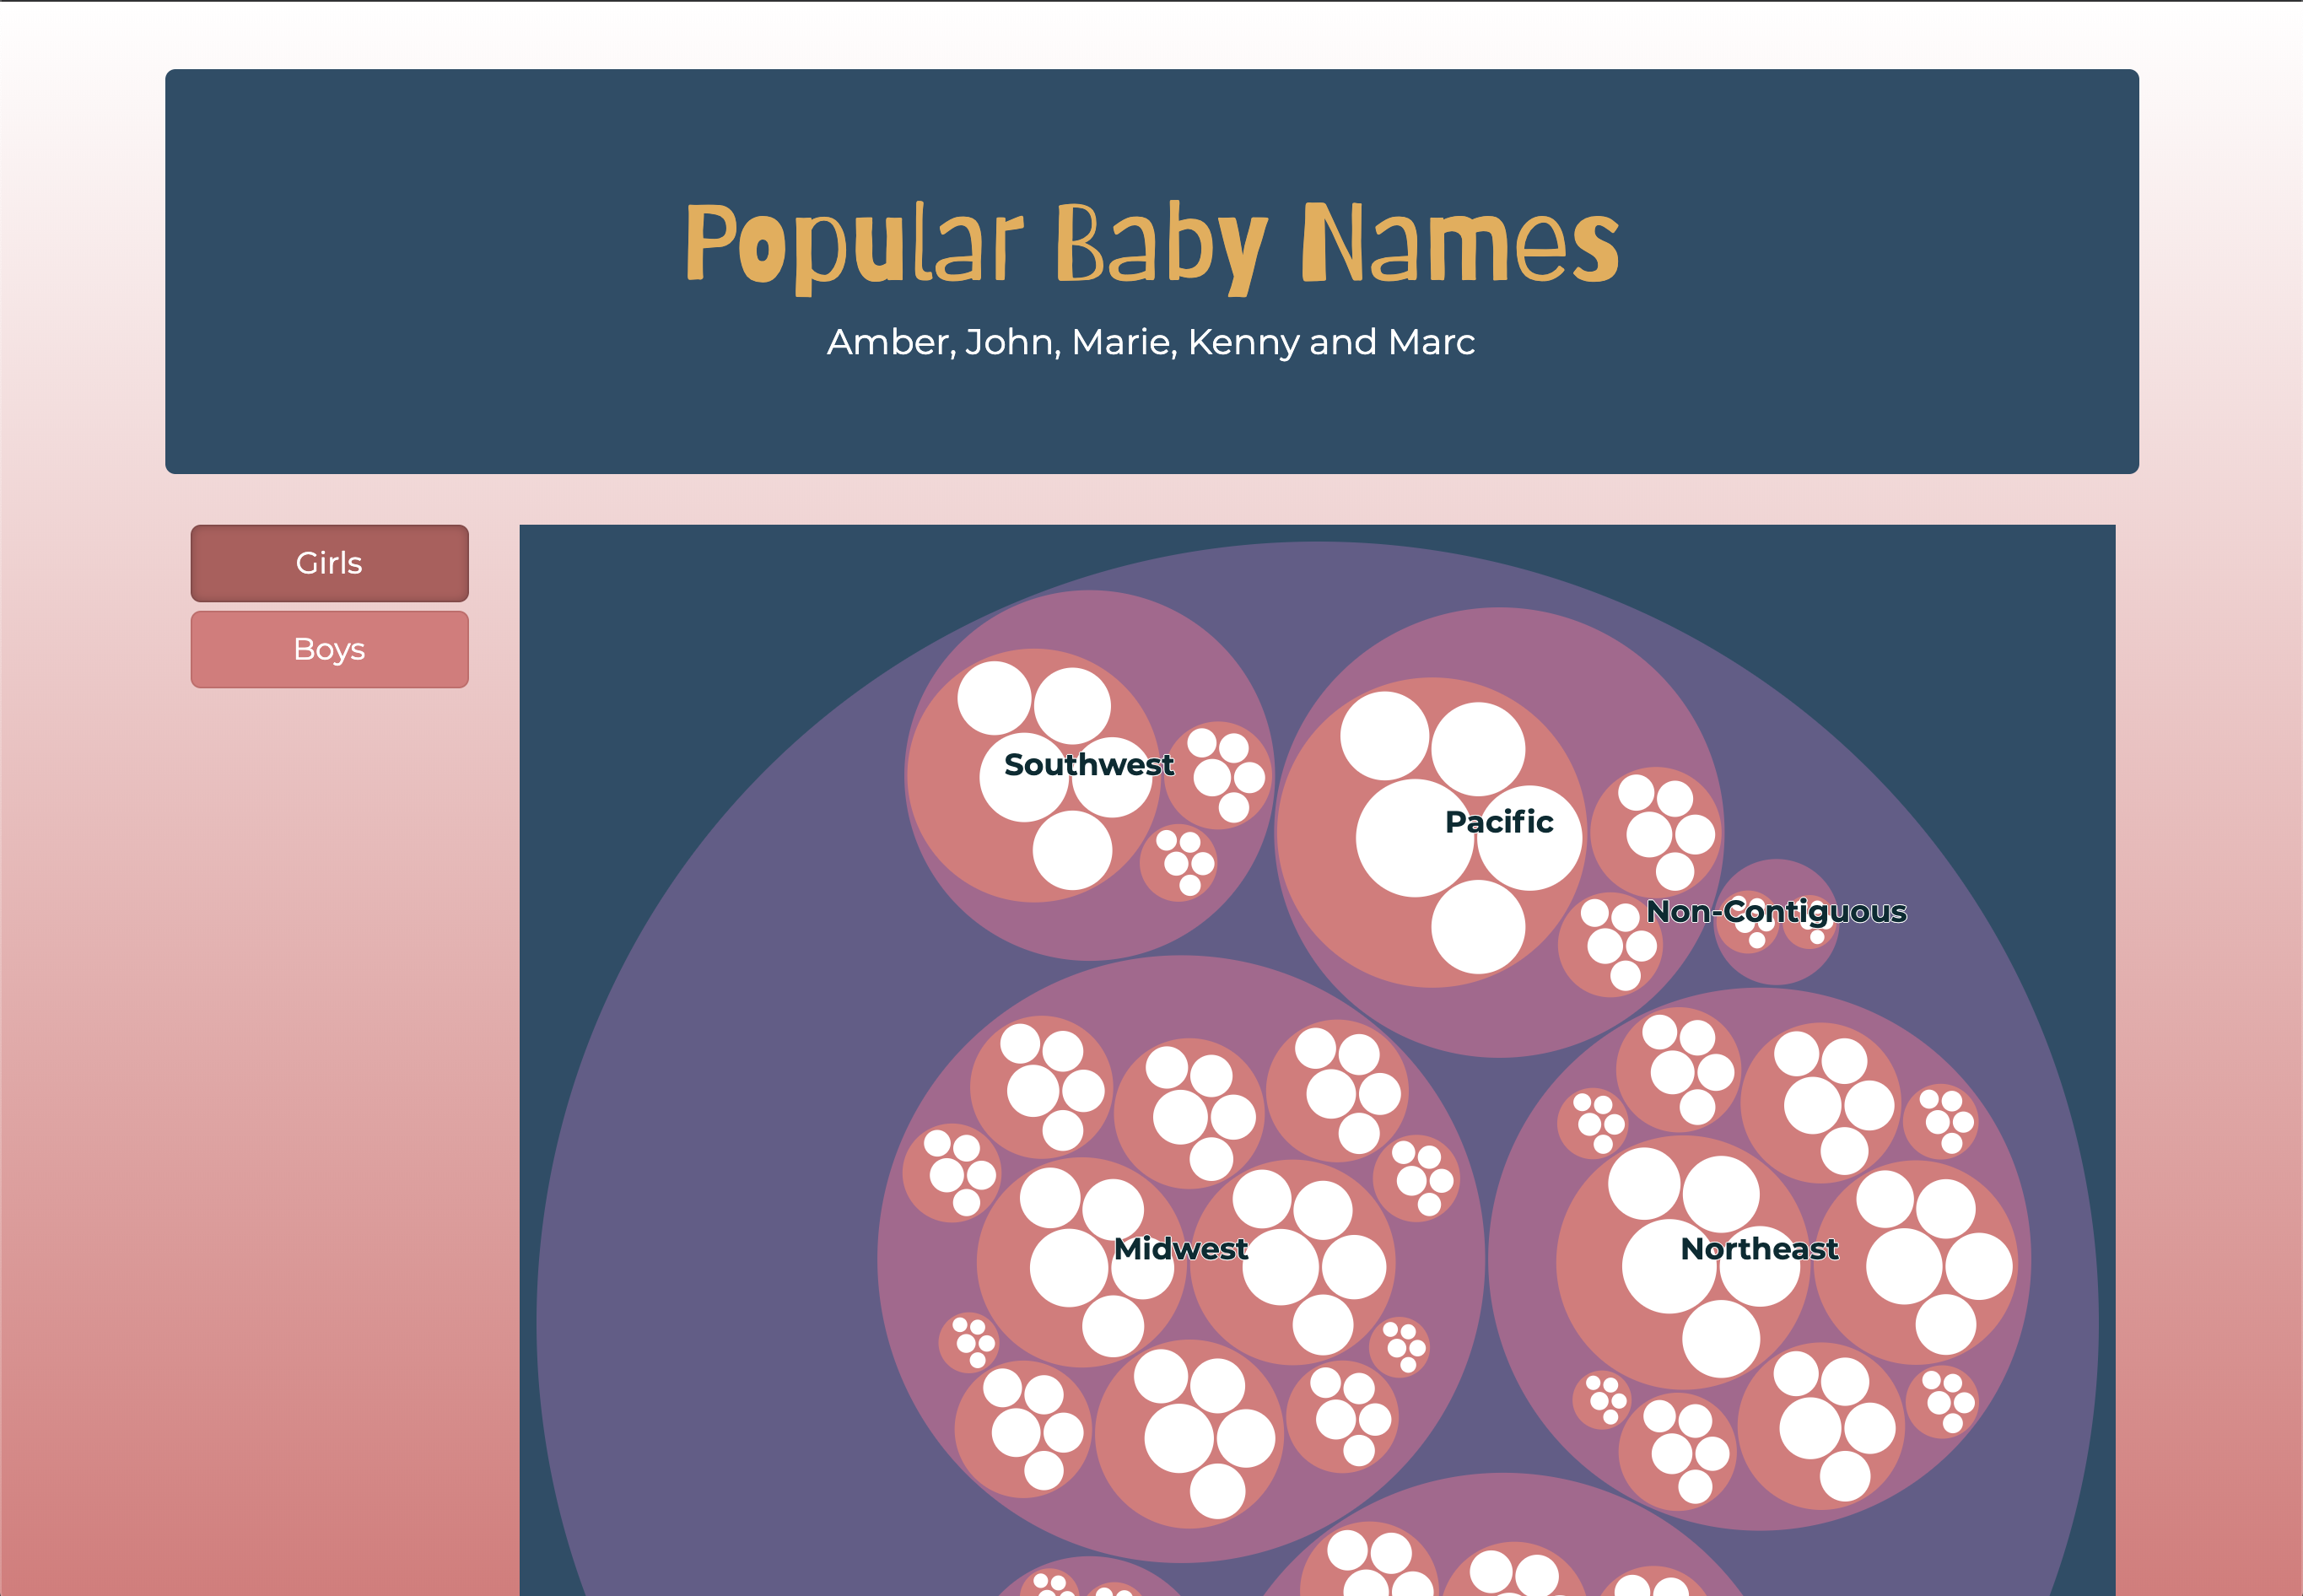 Popular Baby Names
Amber, John, Marie, Kenny and Marc
Girls
Boys
Southwest
Pacific
Non-Contiguous
Midwest
Northeast